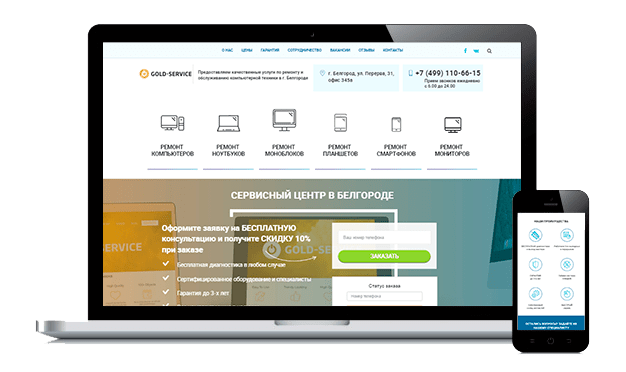 О НАС ЦЕНЫ ГАРАНТИЯ СОТРУДНИЧЕСТВО ВАКАНСИИ ОТЗЫВЫ КОНТАКТЫ
GOLD-SERVICE
Предоставляем качественные услуги по ремонту и
обслуживанию компьютерной техники в г. Белгороде
г. Белгород, ул. Перерва, 31,
офис 345а
+7 (499) 110-66-15
Прием звонков ежедневно
с 6.00 до 24.00
РЕМОНТ
КОМПЬЮТЕРОВ
РЕМОНТ
НОУТБУКОВ
РЕМОНТ
МОНОБЛОКОВ
РЕМОНТ
ПЛАНШЕТОВ
РЕМОНТ
СМАРТФОНОВ
РЕМОНТ
МОНИТОРОВ
СЕРВИСНЫЙ ЦЕНТР В БЕЛГОРОДЕ
Оформите заявку на БЕСПЛАТНУЮ
консультацию и получите СКИДКУ 10%
при заказе
Бесплатная диагностика в любом случае
Сертифицированное оборудование и специалисты
Гарантия до 3-х лет
SERVICE
GOLD-SERVICE
Ваш номер телефона
ЗАКАЗАТЬ
Статус заказа
Номер телефона
НАШИ ПРЕИМУЩЕСТВА
ОСТАЛИСЬ ВОПРОСЫ? ЗАДАЙТЕ ИХ
НАШЕМУ СПЕЦИАЛИСТУ